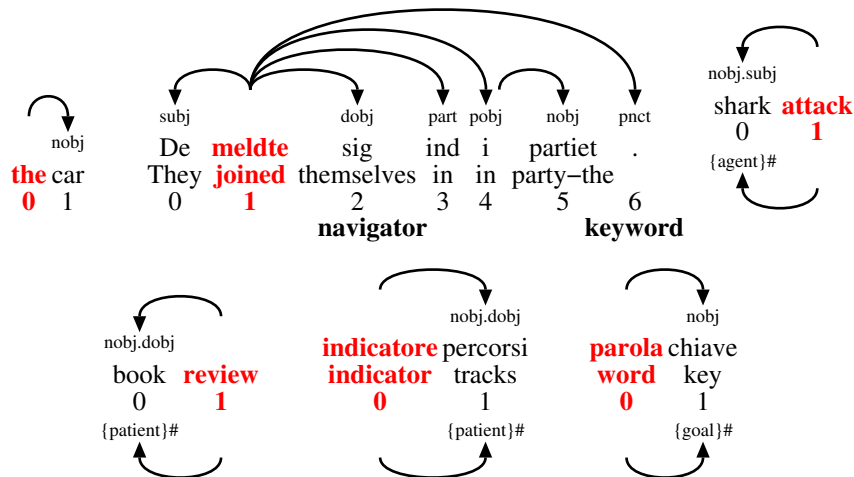 nobj
the car
0 1
subj dobj part pobj nobj pnct
De meldte sig ind i partiet .
They joined themselves in in party−the
0 1 2 3 4 5 6
navigator keyword
nobj.subj
shark attack
0 1
{agent}#
nobj.dobj
book review
0 1
{patient}#
nobj.dobj
indicatore percorsi
indicator tracks
0 1
{patient}#
nobj
parola chiave
word key
0 1
{goal}#